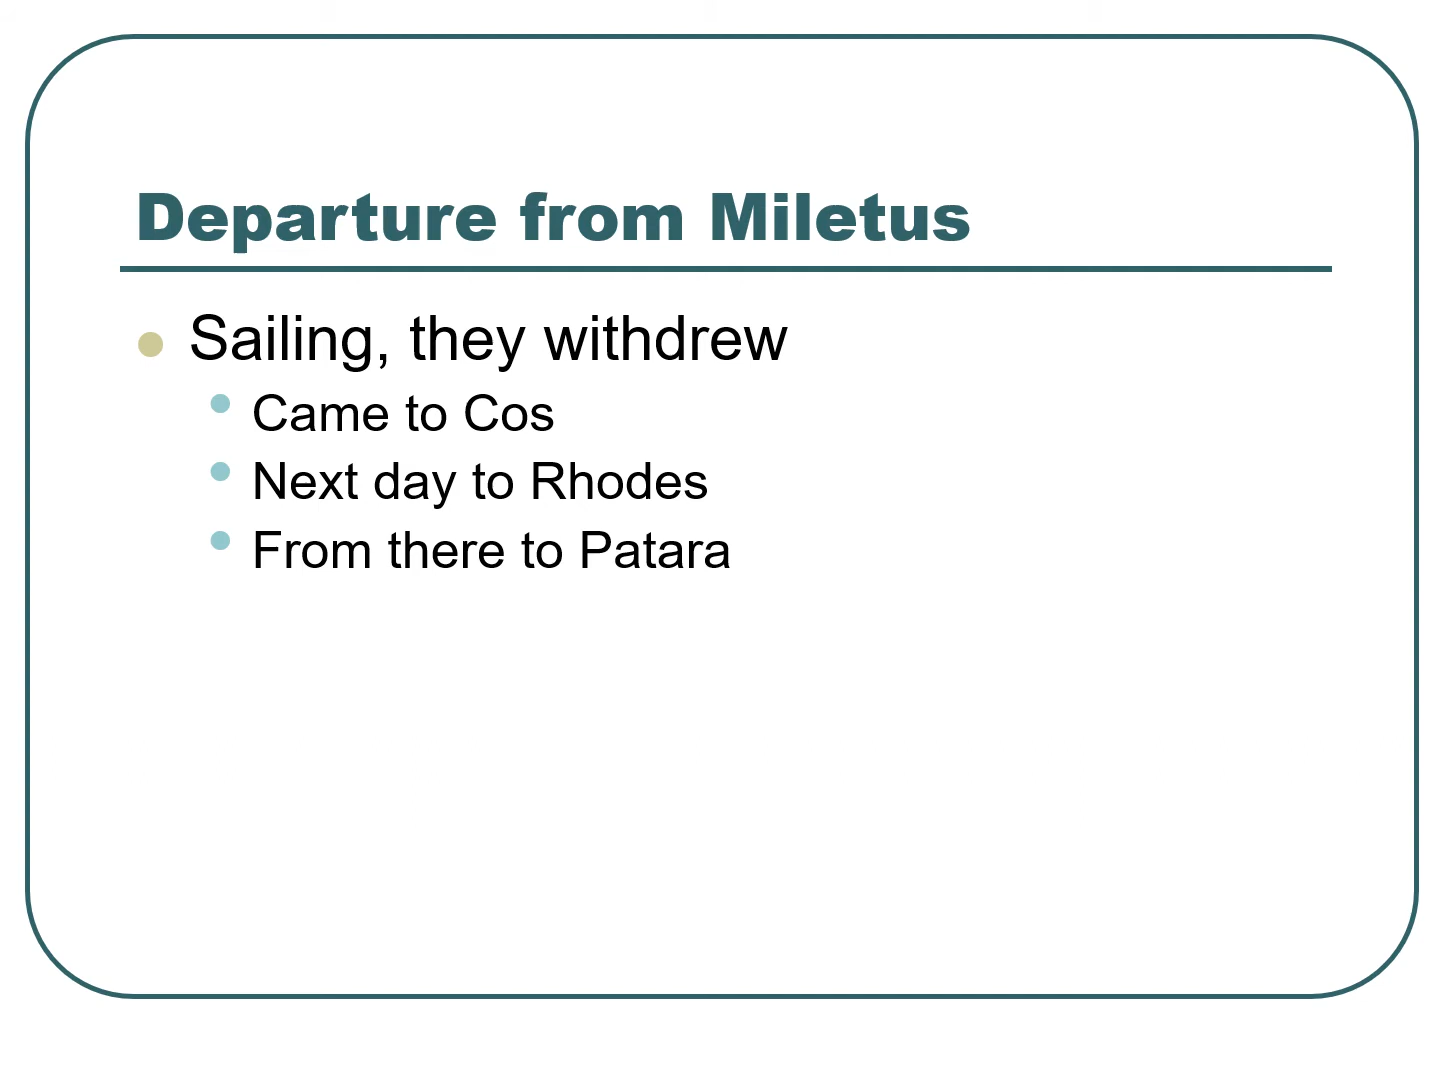 Departure from Miletus
Sailing, they withdrew
Came to Cos
Next day to Rhodes
From there to Patara